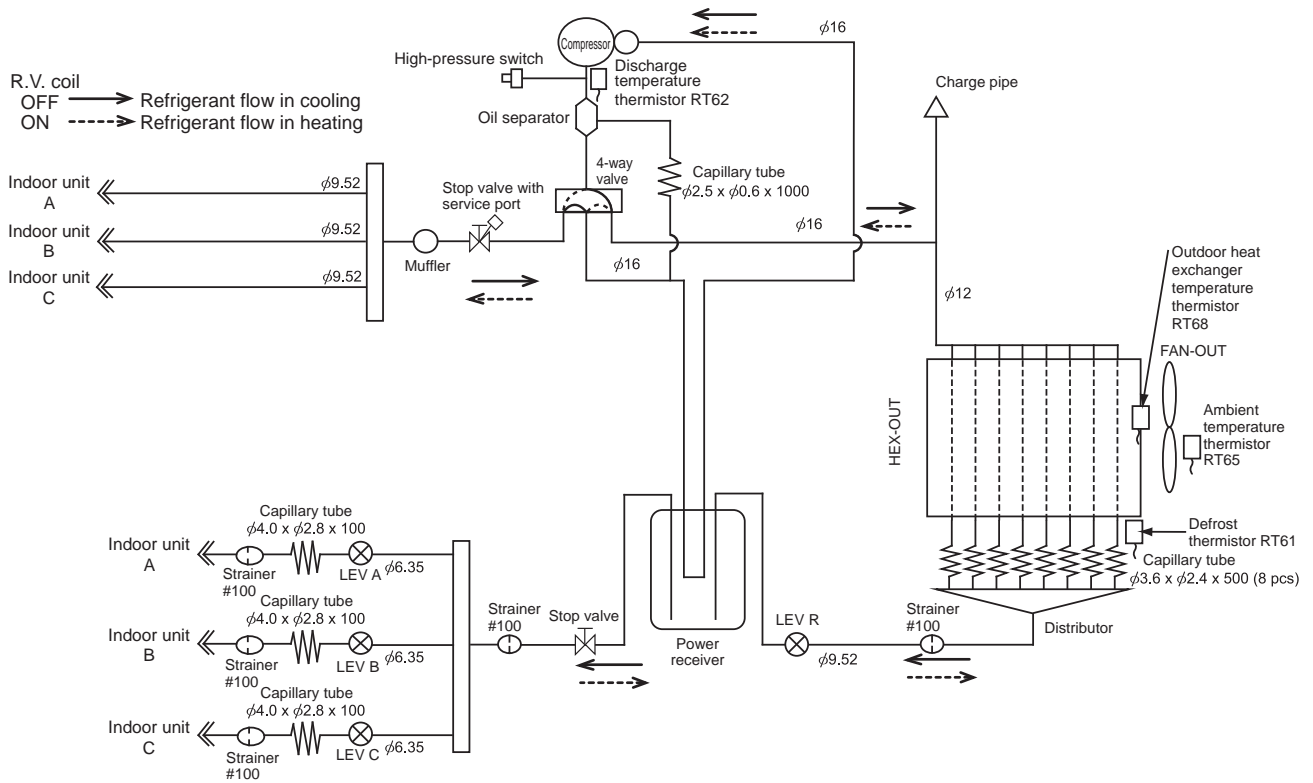 Compressor
ϕ16
High-pressure switch
Discharge
temperature
thermistor RT62
R.V. coil
OFF Refrigerant flow in cooling
ON Refrigerant flow in heating
Charge pipe
Oil separator
4-way
valve
Capillary tube
ϕ2.5 x ϕ0.6 x 1000
Indoor unit
A
ϕ9.52
Stop valve with
service port
Indoor unit
B
ϕ9.52
ϕ16
Muffler
Indoor unit
C
ϕ9.52
ϕ16
ϕ12
Outdoor heat
exchanger
temperature
thermistor
RT68
FAN-OUT
HEX-OUT
Ambient
temperature
thermistor
RT65
Defrost
thermistor RT61
Capillary tube
ϕ3.6 x ϕ2.4 x 500 (8 pcs)
Capillary tube
ϕ4.0 x ϕ2.8 x 100
Indoor unit
A
Strainer
#100
LEV A
ϕ6.35
Capillary tube
ϕ4.0 x ϕ2.8 x 100
Indoor unit
B
Strainer
#100
LEV B
ϕ6.35
Strainer
#100
Stop valve
Power
receiver
LEV R
ϕ9.52
Strainer
#100
Distributor
Capillary tube
ϕ4.0 x ϕ2.8 x 100
Indoor unit
C
Strainer
#100
LEV C
ϕ6.35